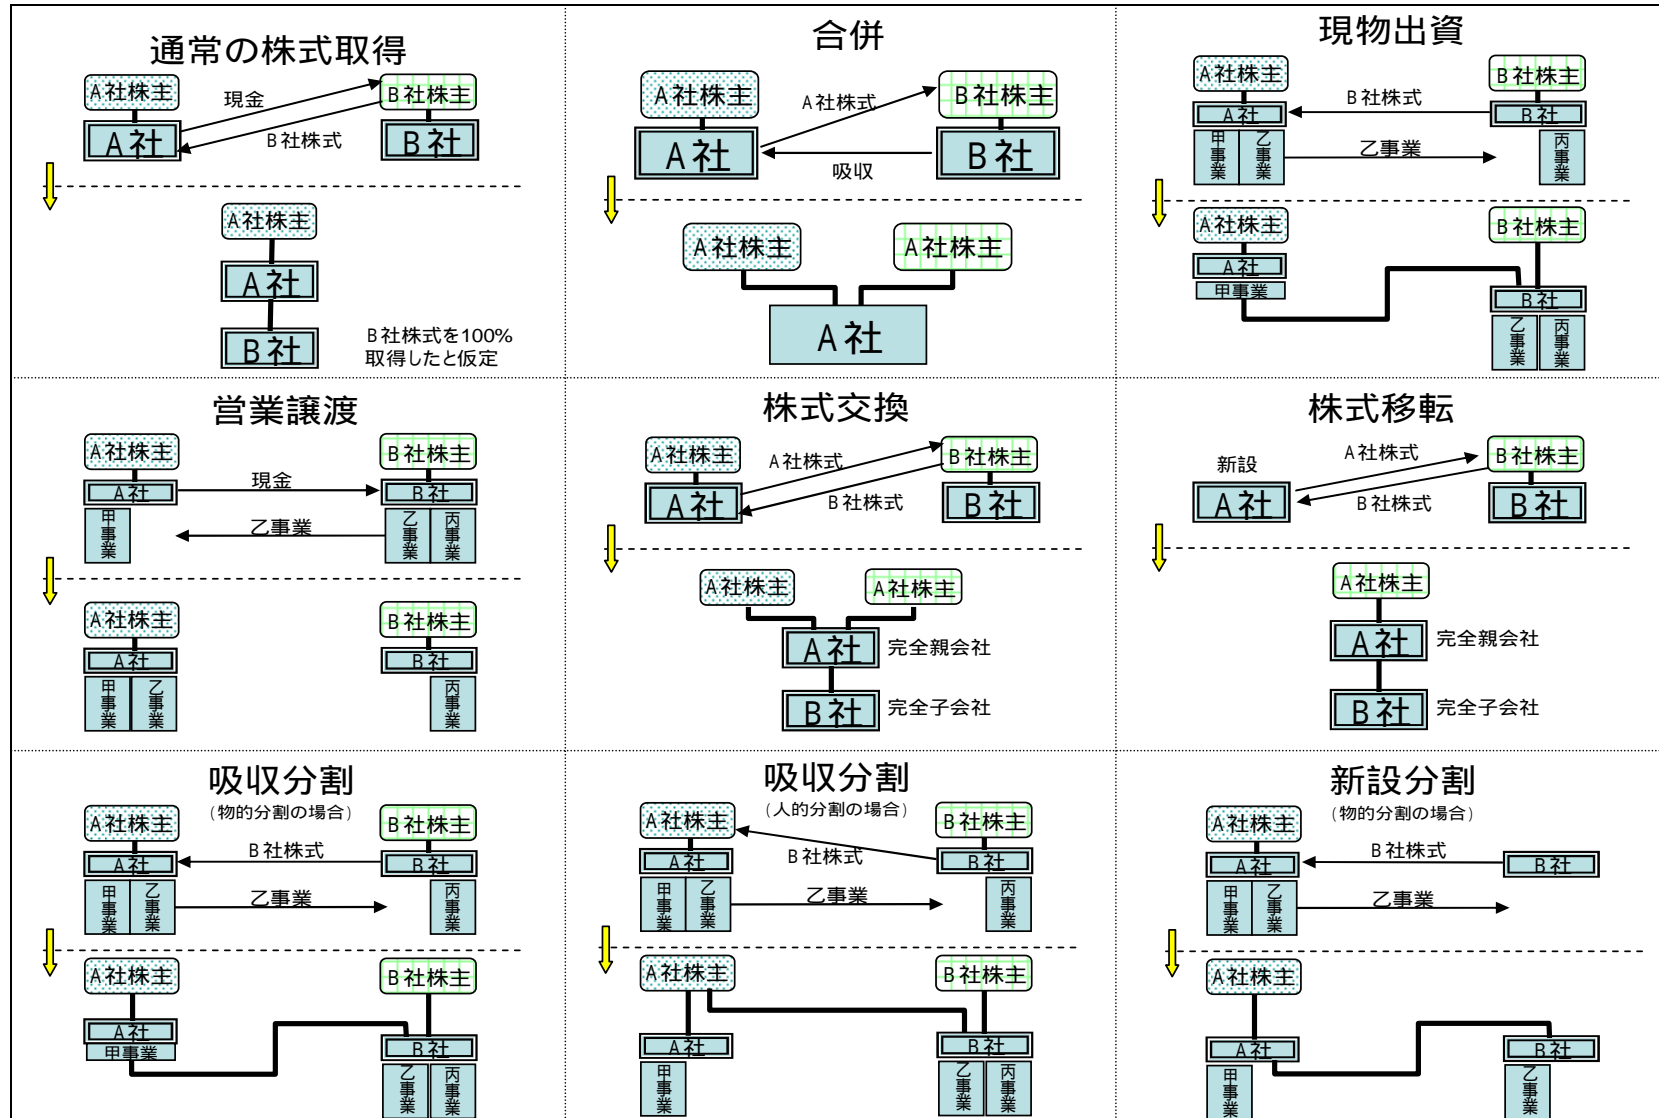 通常の株式取得
A社株主
現金
B社株主
A社
B社株式
B社
A社株主
A社
B社
B社株式を100%
取得したと仮定
合併
A社株主
A社株式
B社株主
A社
吸収
B社
A社株主
A社株主
A社
現物出資
A社株主
B社株主
A社
B社株式
B社
甲事業
乙事業
乙事業
丙事業
A社株主
B社株主
A社
甲事業
B社
乙事業
丙事業
営業譲渡
A社株主
B社株主
A社
現金
B社
甲事業
乙事業
乙事業
丙事業
A社株主
B社株主
A社
B社
甲事業
乙事業
丙事業
株式交換
A社株主
A社株式
B社株主
A社
B社株式
B社
A社株主
A社株主
A社
完全親会社
B社
完全子会社
株式移転
新設
A社株式
B社株主
A社
B社株式
B社
A社株主
A社
完全親会社
B社
完全子会社
吸収分割
(物的分割の場合)
A社株主
B社株主
A社
B社株式
B社
甲事業
乙事業
乙事業
丙事業
A社株主
B社株主
A社
甲事業
B社
乙事業
丙事業
吸収分割
(人的分割の場合)
A社株主
B社株主
A社
B社株式
B社
甲事業
乙事業
乙事業
丙事業
A社株主
B社株主
A社
B社
甲事業
乙事業
丙事業
新設分割
(物的分割の場合)
A社株主
A社
B社株式
B社
甲事業
乙事業
乙事業
A社株主
A社
B社
甲事業
乙事業